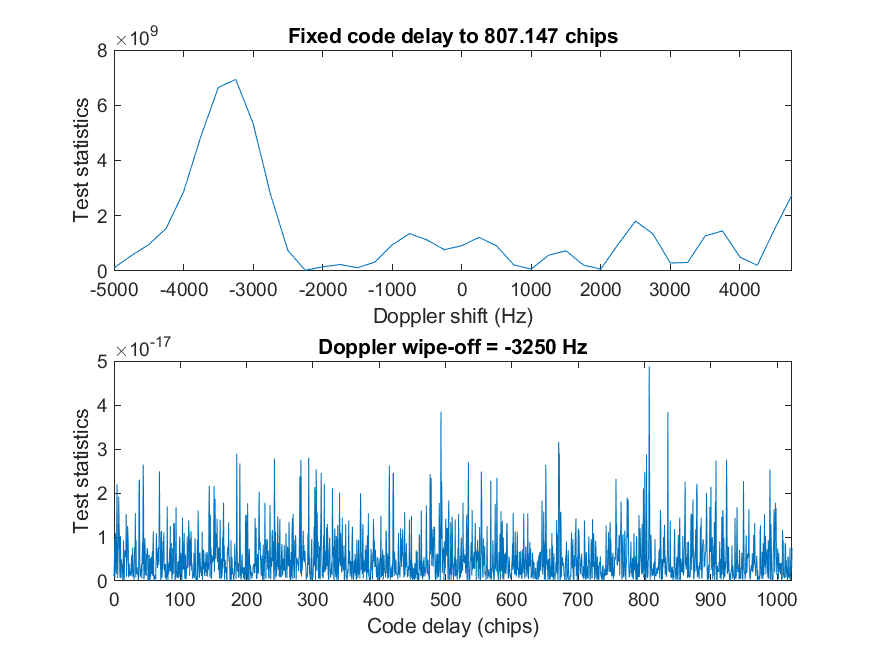 ×10^9
Fixed code delay to 807.147 chips
8
6
4
2
0
Test statistics
-5000 -4000 -3000 -2000 -1000 0 1000 2000 3000 4000
Doppler shift (Hz)
×10^-17
Doppler wipe-off = -3250 Hz
5
4
3
2
1
0
Test statistics
0 100 200 300 400 500 600 700 800 900 1000
Code delay (chips)